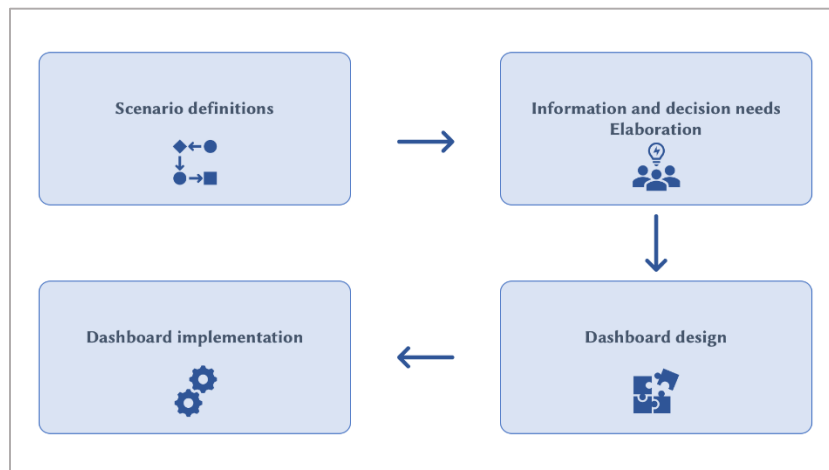 Scenario definitions
Information and decision needs
Elaboration
Dashboard implementation
Dashboard design